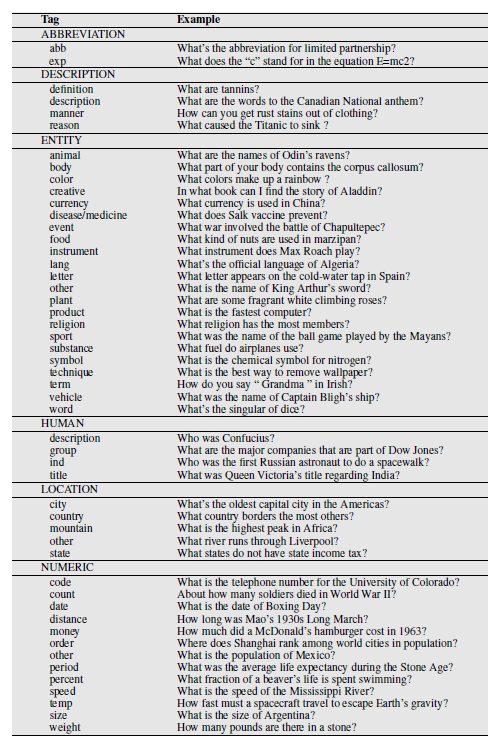 Tag Example
ABBREVIATION
abb What's the abbreviation for limited partnership?
exp What does the “c” stand for in the equation E=mc2?
DESCRIPTION
definition What are tannins?
description What are the words to the Canadian National anthem?
manner How can you get rust stains out of clothing?
reason What caused the Titanic to sink ?
ENTITY
animal What are the names of Odin's ravens?
body What part of your body contains the corpus callosum?
color What colors make up a rainbow ?
creative In what book can I find the story of Aladdin?
currency What currency is used in China?
disease/medicine What does Salk vaccine prevent?
event What war involved the battle of Chapultepec?
food What kind of nuts are used in marzipan?
instrument What instrument does Max Roach play?
lang What's the official language of Algeria?
letter What letter appears on the cold-water tap in Spain?
other What is the name of King Arthur's sword?
plant What are some fragrant white climbing roses?
product What is the fastest computer?
religion What religion has the most members?
sport What was the name of the ball game played by the Mayans?
substance What fuel do airplanes use?
symbol What is the chemical symbol for nitrogen?
technique What is the best way to remove wallpaper?
term How do you say “ Grandma ” in Irish?
vehicle What was the name of Captain Bligh's ship?
word What's the singular of dice?
HUMAN
description Who was Confucius?
group What are the major companies that are part of Dow Jones?
ind Who was the first Russian astronaut to do a spacewalk?
title What was Queen Victoria's title regarding India?
LOCATION
city What's the oldest capital city in the Americas?
country What country borders the most others?
mountain What is the highest peak in Africa?
other What river runs through Liverpool?
state What states do not have state income tax?
NUMERIC
code What is the telephone number for the University of Colorado?
count About how many soldiers died in World War II?
date What is the date of Boxing Day?
distance How long was Mao's 1930s Long March?
money How much did a McDonald's hamburger cost in 1963?
order Where does Shanghai rank among world cities in population?
other What is the population of Mexico?
period What was the average life expectancy during the Stone Age?
percent What fraction of a beaver's life is spent swimming?
speed What is the speed of the Mississippi River?
temp How fast must a spacecraft travel to escape Earth's gravity?
size What is the size of Argentina?
weight How many pounds are there in a stone?